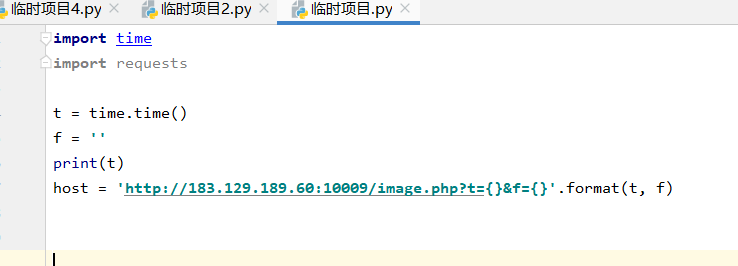 临时项目4.py × 临时项目2.py × 临时项目.py ×
import time
import requests
t = time.time()
f = ''
print(t)
host = 'http://183.129.189.60:10009/image.php?t={}&f={}'.format(t, f)